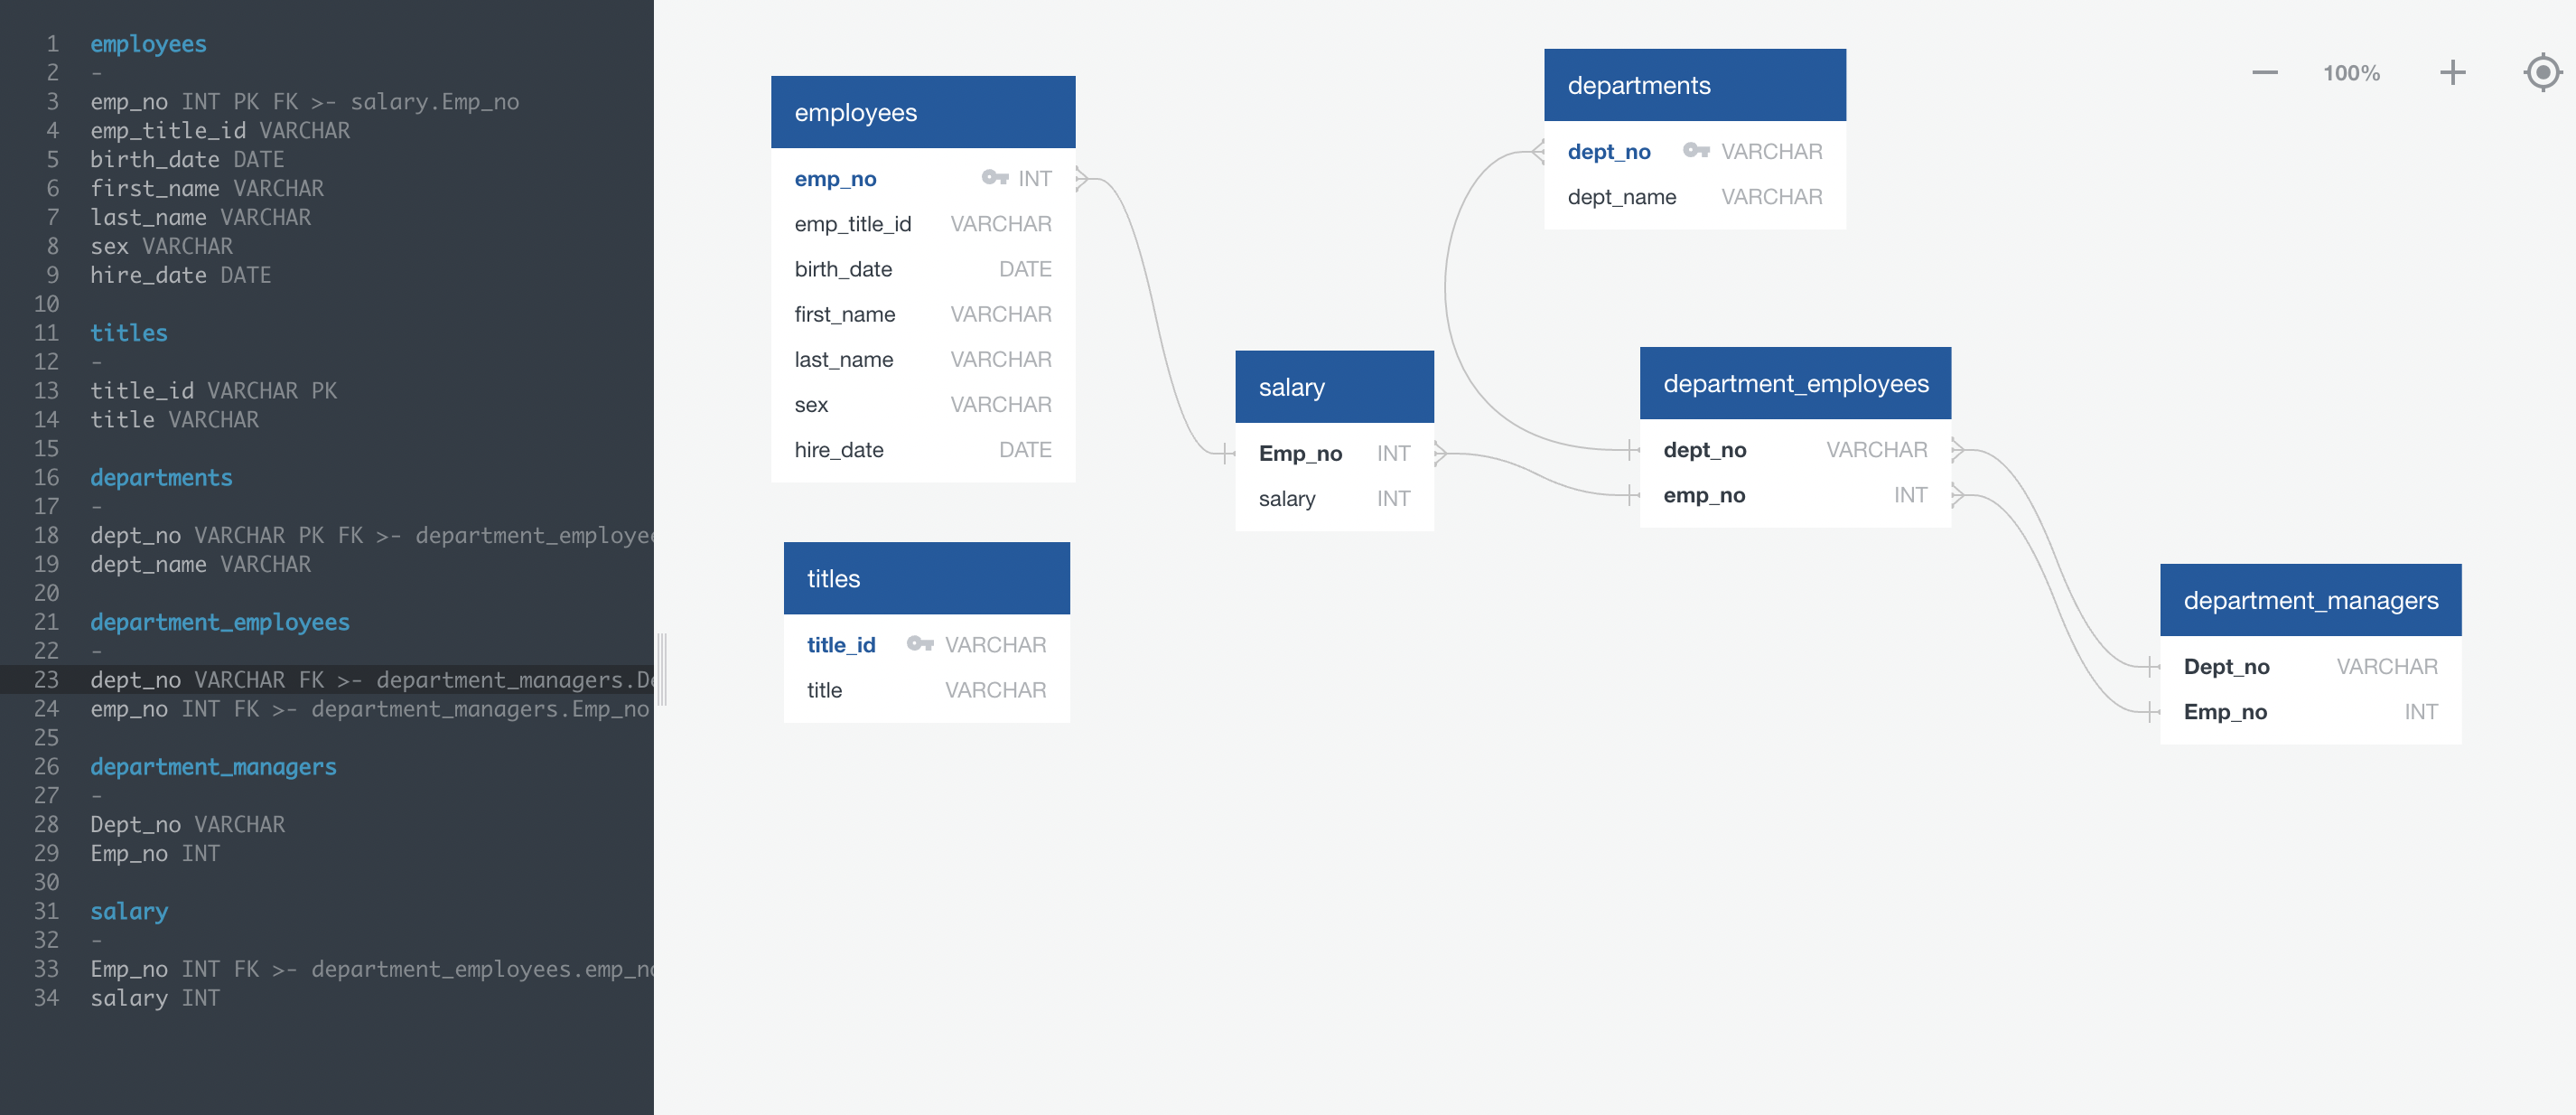 1 employees
2 -
3 emp_no INT PK FK >- salary.Emp_no
4 emp_title_id VARCHAR
5 birth_date DATE
6 first_name VARCHAR
7 last_name VARCHAR
8 sex VARCHAR
9 hire_date DATE
10
11 titles
12 -
13 title_id VARCHAR PK
14 title VARCHAR
15
16 departments
17 -
18 dept_no VARCHAR PK FK >- department_employee
19 dept_name VARCHAR
20
21 department_employees
22 -
23 dept_no VARCHAR FK >- department_managers.De
24 emp_no INT FK >- department_managers.Emp_no
25
26 department_managers
27 -
28 Dept_no VARCHAR
29 Emp_no INT
30
31 salary
32 -
33 Emp_no INT FK >- department_employees.emp_no
34 salary INT
employees
emp_no INT
emp_title_id VARCHAR
birth_date DATE
first_name VARCHAR
last_name VARCHAR
sex VARCHAR
hire_date DATE
titles
title_id VARCHAR
title VARCHAR
salary
Emp_no INT
salary INT
departments
dept_no VARCHAR
dept_name VARCHAR
department_employees
dept_no VARCHAR
emp_no INT
department_managers
Dept_no VARCHAR
Emp_no INT
100%